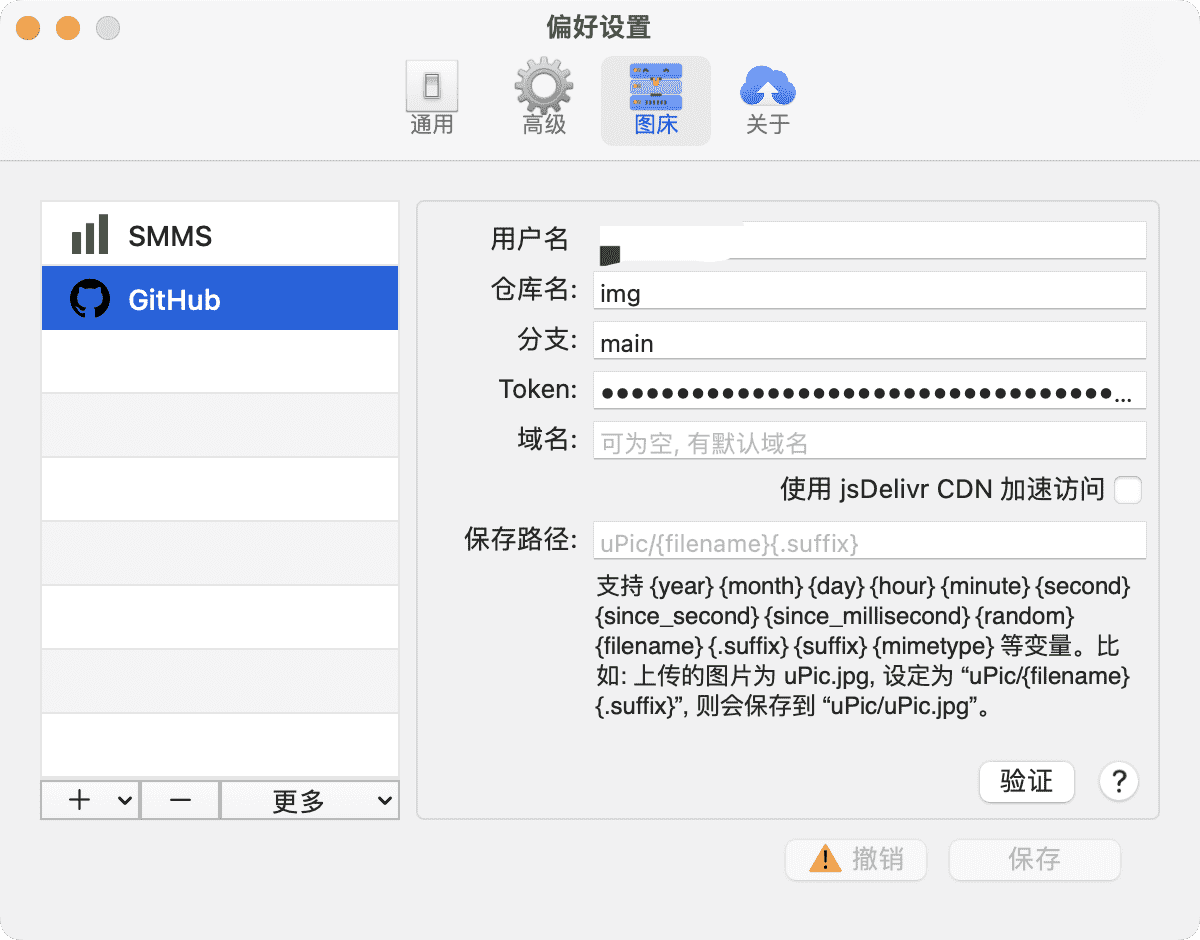 偏好设置
通用
高级
图床
关于
SMMS
GitHub
更多
用户名
仓库名: img
分支: main
Token: ●●●●●●●●●●●●●●●●●●●●●●●●●●●●●●●●●●...
域名: 可为空, 有默认域名
使用 jsDelivr CDN 加速访问
保存路径: uPic/{filename}{.suffix}
支持 {year} {month} {day} {hour} {minute} {second}
{since_second} {since_millisecond} {random}
{filename} {.suffix} {suffix} {mimetype} 等变量。比
如: 上传的图片为 uPic.jpg, 设定为 “uPic/{filename}
{.suffix}”, 则会保存到 “uPic/uPic.jpg”。
验证
?
撤销
保存